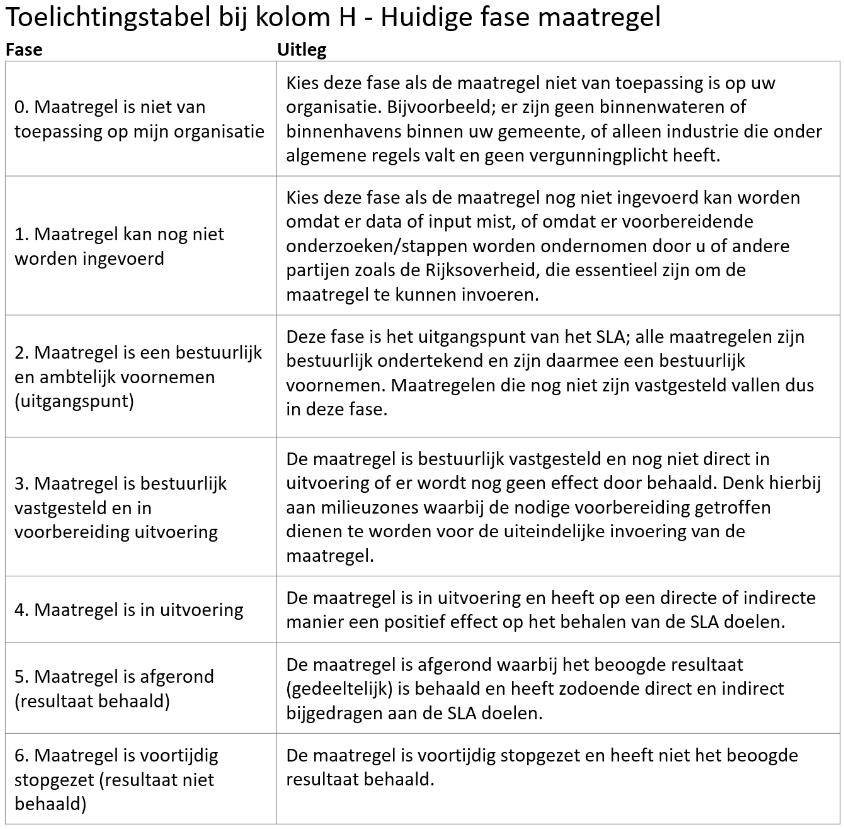 Toelichtingstabel bij kolom H - Huidige fase maatregel
Fase
Uitleg
0. Maatregel is niet van
toepassing op mijn organisatie
Kies deze fase als de maatregel niet van toepassing is op uw
organisatie. Bijvoorbeeld; er zijn geen binnenwateren of
binnenhavens binnen uw gemeente, of alleen industrie die onder
algemene regels valt en geen vergunningplicht heeft.
1. Maatregel kan nog niet
worden ingevoerd
Kies deze fase als de maatregel nog niet ingevoerd kan worden
omdat er data of input mist, of omdat er voorbereidende
onderzoeken/stappen worden ondernomen door u of andere
partijen zoals de Rijksoverheid, die essentieel zijn om de
maatregel te kunnen invoeren.
2. Maatregel is een bestuurlijk
en ambtelijk voornemen
(uitgangspunt)
Deze fase is het uitgangspunt van het SLA; alle maatregelen zijn
bestuurlijk ondertekend en zijn daarmee een bestuurlijk
voornemen. Maatregelen die nog niet zijn vastgesteld vallen dus
in deze fase.
3. Maatregel is bestuurlijk
vastgesteld en in
voorbereiding uitvoering
De maatregel is bestuurlijk vastgesteld en nog niet direct in
uitvoering of er wordt nog geen effect door behaald. Denk hierbij
aan milieuzones waarbij de nodige voorbereiding getroffen
dienen te worden voor de uiteindelijke invoering van de
maatregel.
4. Maatregel is in uitvoering
De maatregel is in uitvoering en heeft op een directe of indirecte
manier een positief effect op het behalen van de SLA doelen.
5. Maatregel is afgerond
(resultaat behaald)
De maatregel is afgerond waarbij het beoogde resultaat
(gedeeltelijk) is behaald en heeft zodoende direct en indirect
bijgedragen aan de SLA doelen.
6. Maatregel is voortijdig
stopgezet (resultaat niet
behaald)
De maatregel is voortijdig stopgezet en heeft niet het beoogde
resultaat behaald.